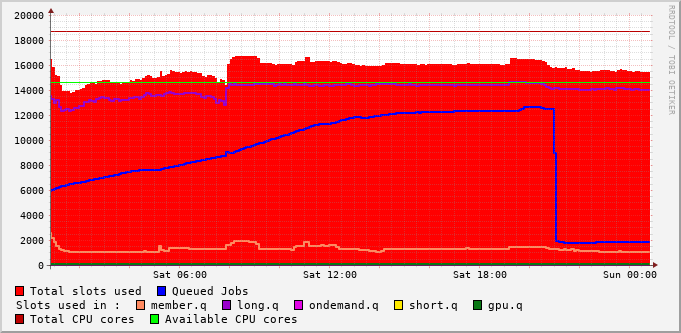 20000
18000
16000
14000
12000
10000
8000
6000
4000
2000
0
Sat 06:00 Sat 12:00 Sat 18:00 Sun 00:00
RRDTOOL / TOBI OETIKER
Total slots used Queued Jobs
Slots used in : member.q long.q ondemand.q short.q gpu.q
Total CPU cores Available CPU cores